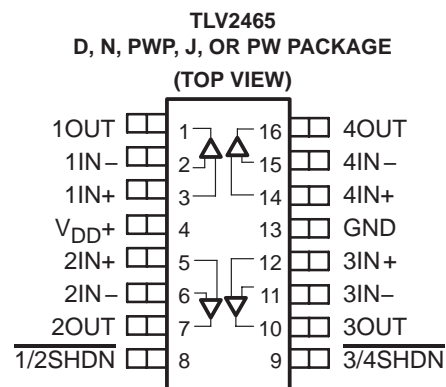 TLV2465
D, N, PWP, J, OR PW PACKAGE
(TOP VIEW)
1OUT 1 16 4OUT
1IN− 2 15 4IN−
1IN+ 3 14 4IN+
VDD+ 4 13 GND
2IN+ 5 12 3IN+
2IN− 6 11 3IN−
2OUT 7 10 3OUT
1/2SHDN 8 9 3/4SHDN